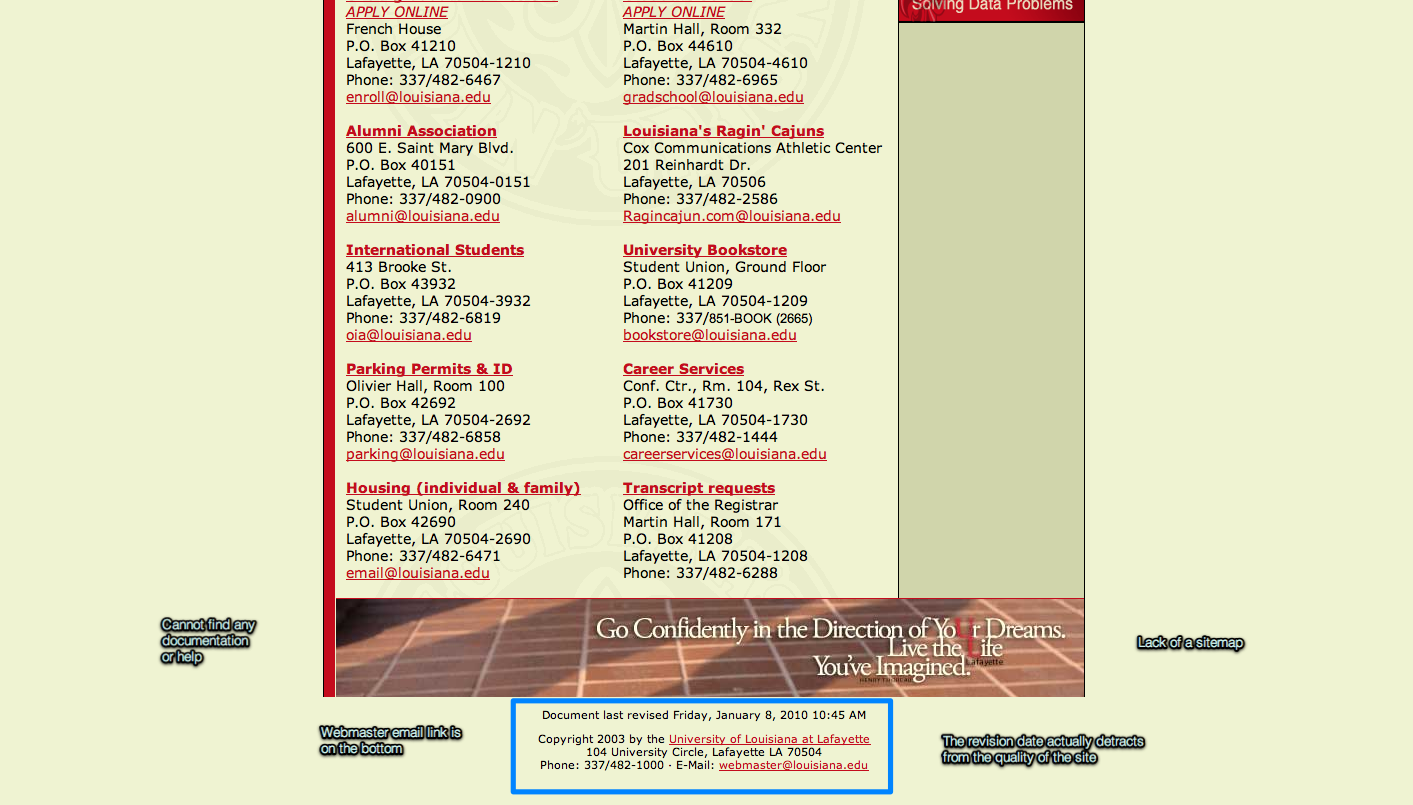 APPLY ONLINE
French House
P.O. Box 41210
Lafayette, LA 70504-1210
Phone: 337/482-6467
enroll@louisiana.edu
Alumni Association
600 E. Saint Mary Blvd.
P.O. Box 40151
Lafayette, LA 70504-0151
Phone: 337/482-0900
alumni@louisiana.edu
International Students
413 Brooke St.
P.O. Box 43932
Lafayette, LA 70504-3932
Phone: 337/482-6819
oia@louisiana.edu
Parking Permits & ID
Olivier Hall, Room 100
P.O. Box 42692
Lafayette, LA 70504-2692
Phone: 337/482-6858
parking@louisiana.edu
Housing (individual & family)
Student Union, Room 240
P.O. Box 42690
Lafayette, LA 70504-2690
Phone: 337/482-6471
email@louisiana.edu
APPLY ONLINE
Martin Hall, Room 332
P.O. Box 44610
Lafayette, LA 70504-4610
Phone: 337/482-6965
gradschool@louisiana.edu
Louisiana's Ragin' Cajuns
Cox Communications Athletic Center
201 Reinhardt Dr.
Lafayette, LA 70506
Phone: 337/482-2586
Ragincajun.com@louisiana.edu
University Bookstore
Student Union, Ground Floor
P.O. Box 41209
Lafayette, LA 70504-1209
Phone: 337/851-BOOK (2665)
bookstore@louisiana.edu
Career Services
Conf. Ctr., Rm. 104, Rex St.
P.O. Box 41730
Lafayette, LA 70504-1730
Phone: 337/482-1444
careerservices@louisiana.edu
Transcript requests
Office of the Registrar
Martin Hall, Room 171
P.O. Box 41208
Lafayette, LA 70504-1208
Phone: 337/482-6288
Solving Data Problems
Cannot find any
documentation
or help
Go Confidently in the Direction of YoUr Dreams.
Live the Life
You've Imagined.
Lafayette
Lack of a sitemap
Webmaster email link is
on the bottom
Document last revised Friday, January 8, 2010 10:45 AM
Copyright 2003 by the University of Louisiana at Lafayette
104 University Circle, Lafayette LA 70504
Phone: 337/482-1000 · E-Mail: webmaster@louisiana.edu
The revision date actually detracts
from the quality of the site